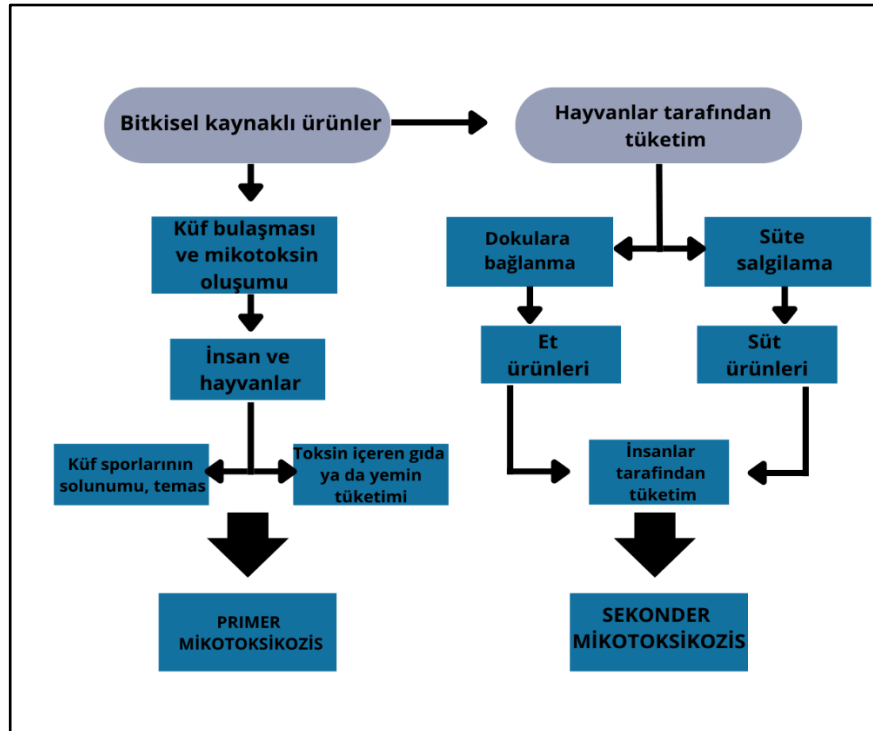 Bitkisel kaynaklı ürünler
Hayvanlar tarafından
tüketim
Küf bulaşması
ve mikotoksin
oluşumu
Dokulara
bağlanma
Süte
salgilama
İnsan ve
hayvanlar
Et
ürünleri
Süt
ürünleri
Küf sporlarının
solunumu, temas
Toksin içeren gıda
ya da yemin
tüketimi
İnsanlar
tarafindan
tüketim
PRIMER
MİKOTOKSİKOZİS
SEKONDER
MİKOTOKSİKOZİS